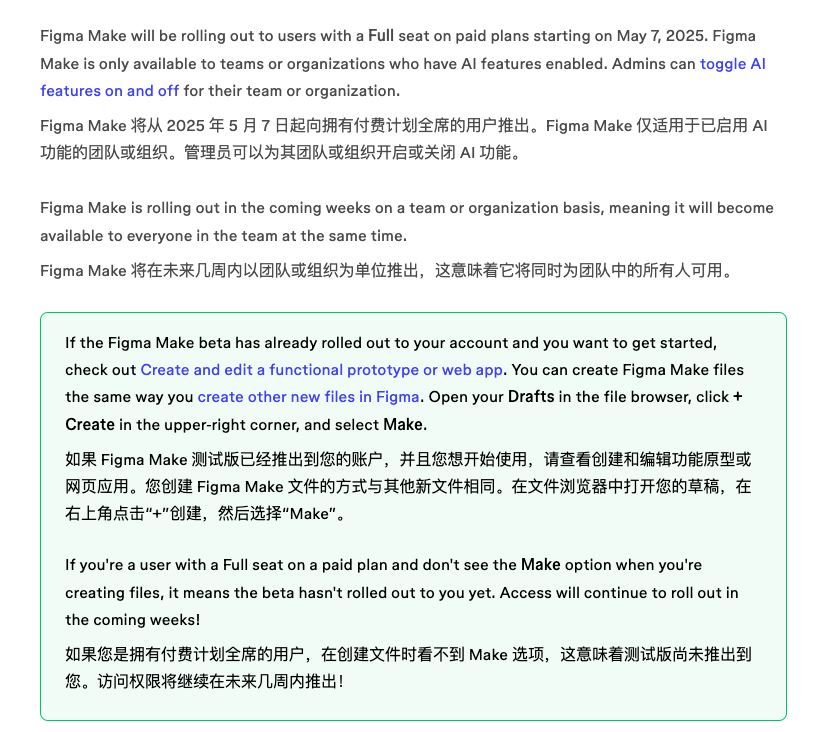 Figma Make will be rolling out to users with a Full seat on paid plans starting on May 7, 2025. Figma
Make is only available to teams or organizations who have AI features enabled. Admins can toggle AI
features on and off for their team or organization.
Figma Make 将从 2025 年 5 月 7 日起向拥有付费计划全席的用户推出。Figma Make 仅适用于已启用 AI
功能的团队或组织。管理员可以为其团队或组织开启或关闭 AI 功能。
Figma Make is rolling out in the coming weeks on a team or organization basis, meaning it will become
available to everyone in the team at the same time.
Figma Make 将在未来几周内以团队或组织为单位推出，这意味着它将同时为团队中的所有人可用。
If the Figma Make beta has already rolled out to your account and you want to get started,
check out Create and edit a functional prototype or web app. You can create Figma Make files
the same way you create other new files in Figma. Open your Drafts in the file browser, click +
Create in the upper-right corner, and select Make.
如果 Figma Make 测试版已经推出到您的账户，并且您想开始使用，请查看创建和编辑功能原型或
网页应用。您创建 Figma Make 文件的方式与其他新文件相同。在文件浏览器中打开您的草稿，在
右上角点击“+”创建，然后选择“Make”。
If you're a user with a Full seat on a paid plan and don't see the Make option when you're
creating files, it means the beta hasn't rolled out to you yet. Access will continue to roll out in
the coming weeks!
如果您是拥有付费计划全席的用户，在创建文件时看不到 Make 选项，这意味着测试版尚未推出到
您。访问权限将继续在未来几周内推出！